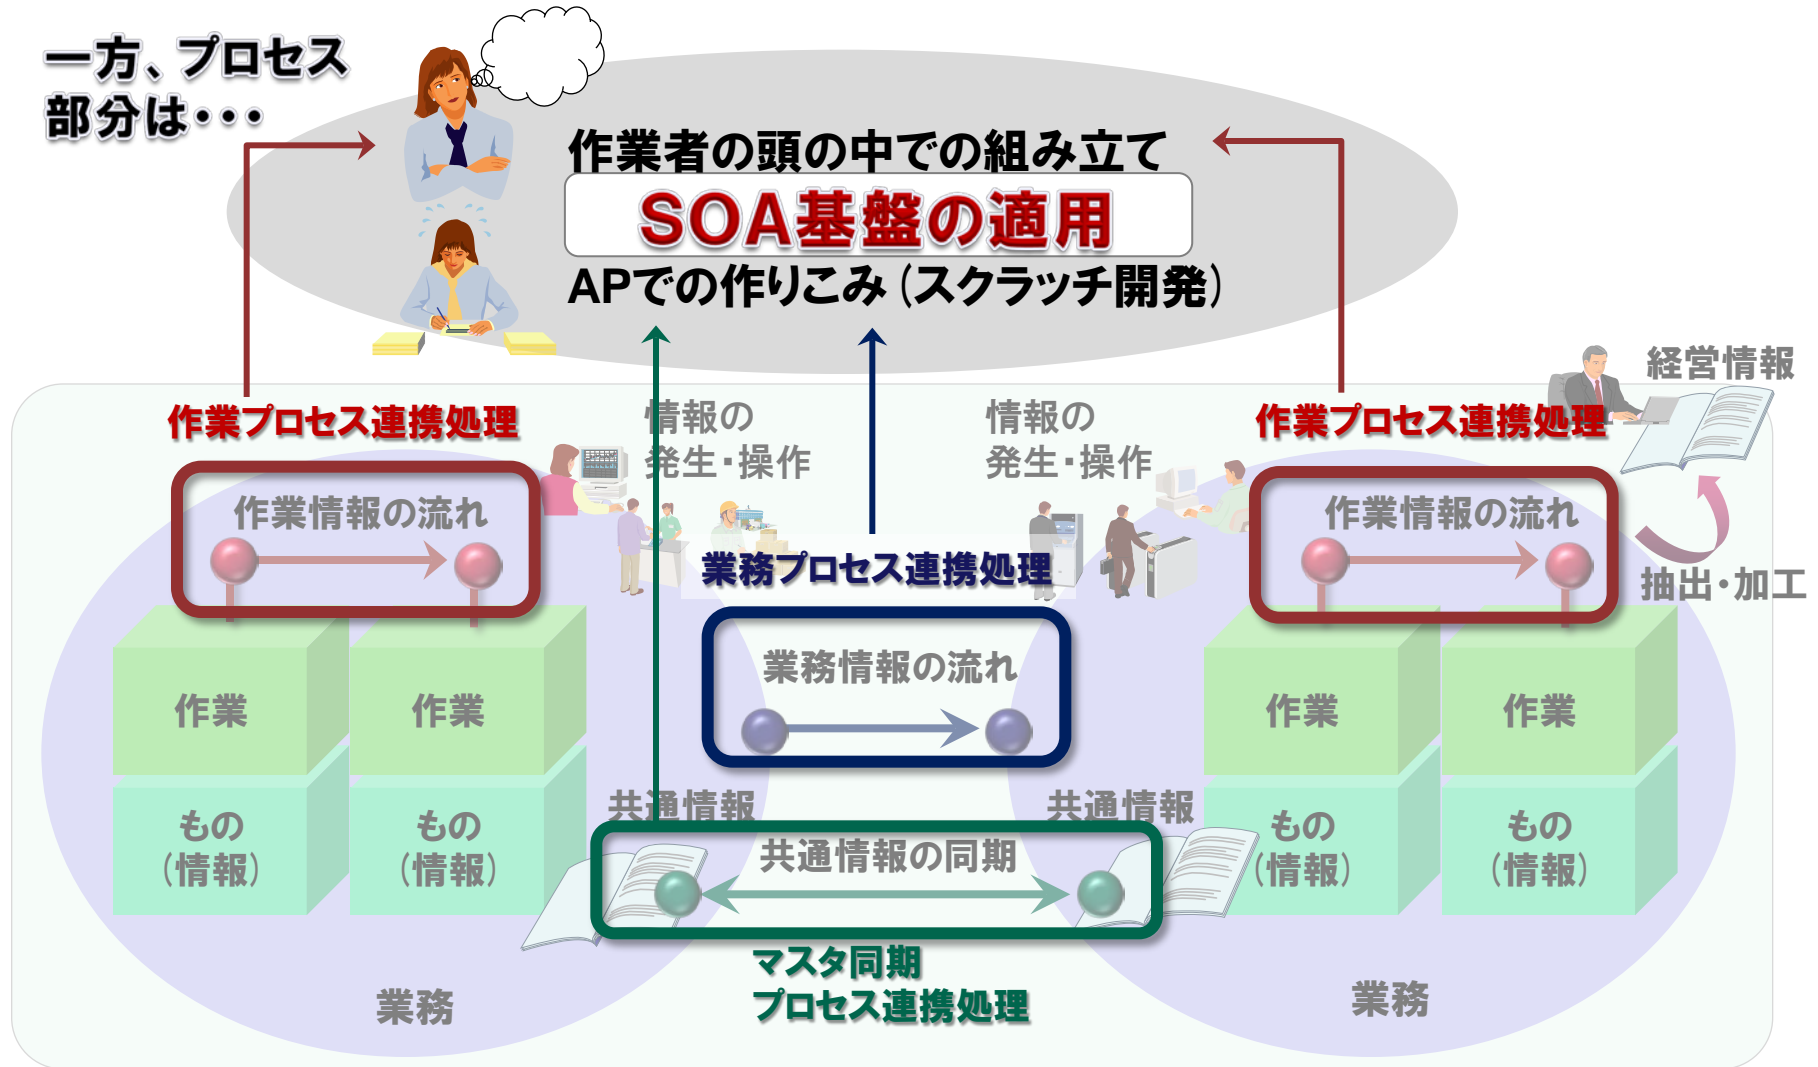 一方、プロセス
部分は・・・
作業者の頭の中での組み立て
SOA基盤の適用
APでの作りこみ（スクラッチ開発）
経営情報
作業プロセス連携処理
情報の
発生・操作
情報の
発生・操作
作業プロセス連携処理
作業情報の流れ
作業情報の流れ
業務プロセス連携処理
抽出・加工
業務情報の流れ
作業
作業
作業
作業
共通情報
共通情報
もの
（情報）
もの
（情報）
共通情報の同期
もの
（情報）
もの
（情報）
マスタ同期
プロセス連携処理
業務
業務